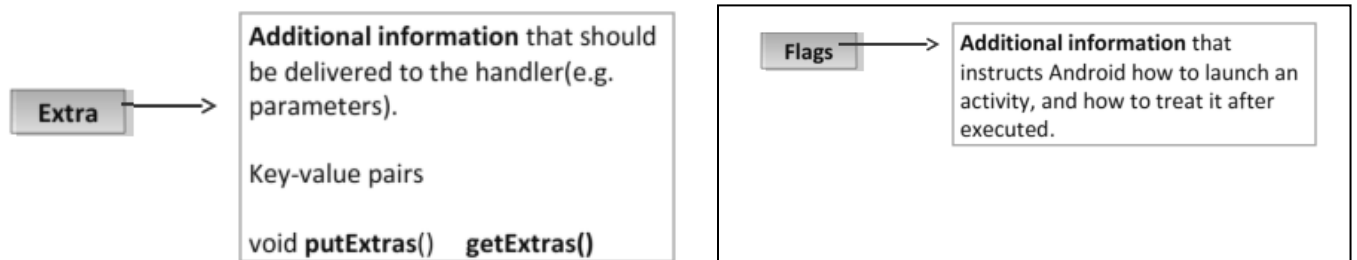 Extra
Additional information that should
be delivered to the handler(e.g.
parameters).
Key-value pairs
void putExtras() getExtras()
Flags
Additional information that
instructs Android how to launch an
activity, and how to treat it after
executed.